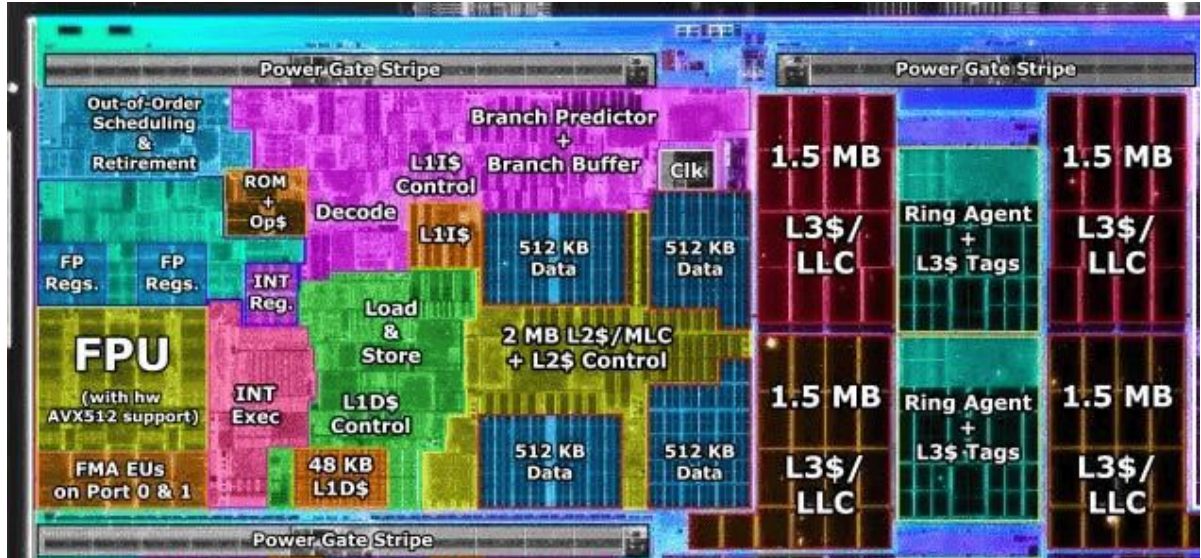 Power Gate Stripe
Power Gate Stripe
Out-of-Order
Scheduling
&
Retirement
Branch Predictor
+
Branch Buffer
L1I$
Control
Clk
ROM
+
Op$
Decode
L1I$
512 KB
Data
512 KB
Data
FP
Regs.
FP
Regs.
INT
Reg.
Load
&
Store
L1D$
Control
2 MB L2$/MLC
+ L2$ Control
FPU
(with hw
AVX512 support)
INT
Exec
FMA EUs
on Port 0 & 1
48 KB
L1D$
512 KB
Data
512 KB
Data
1.5 MB
L3$/
LLC
Ring Agent
+
L3$ Tags
1.5 MB
L3$/
LLC
1.5 MB
L3$/
LLC
Ring Agent
+
L3$ Tags
1.5 MB
L3$/
LLC
Power Gate Stripe